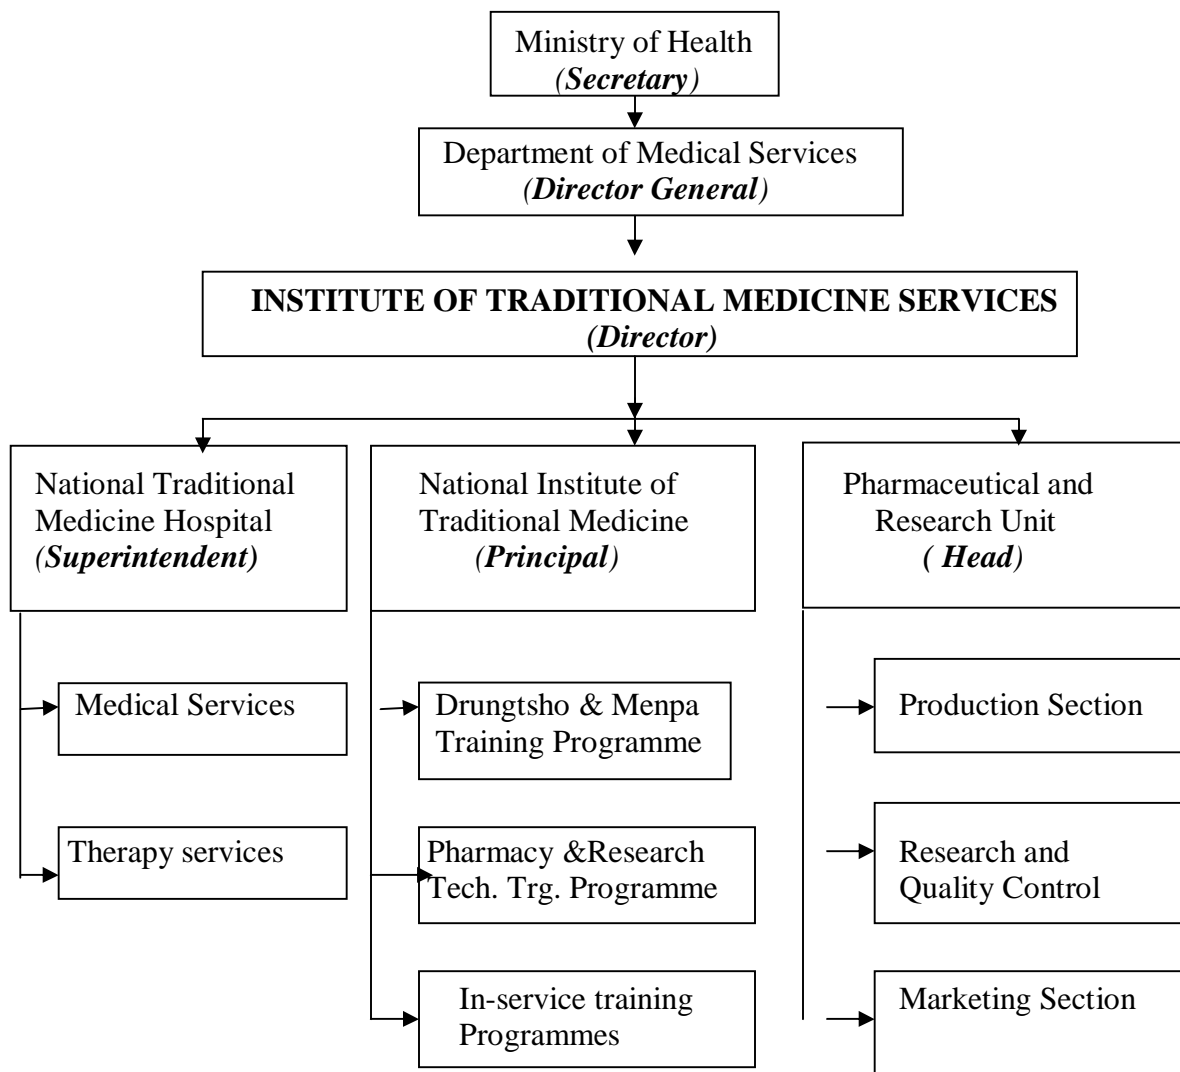 Ministry of Health
(Secretary)
Department of Medical Services
(Director General)
INSTITUTE OF TRADITIONAL MEDICINE SERVICES
(Director)
National Traditional
Medicine Hospital
(Superintendent)
National Institute of
Traditional Medicine
(Principal)
Pharmaceutical and
Research Unit
( Head)
Medical Services
Therapy services
Drungtsho & Menpa
Training Programme
Pharmacy &Research
Tech. Trg. Programme
In-service training
Programmes
Production Section
Research and
Quality Control
Marketing Section